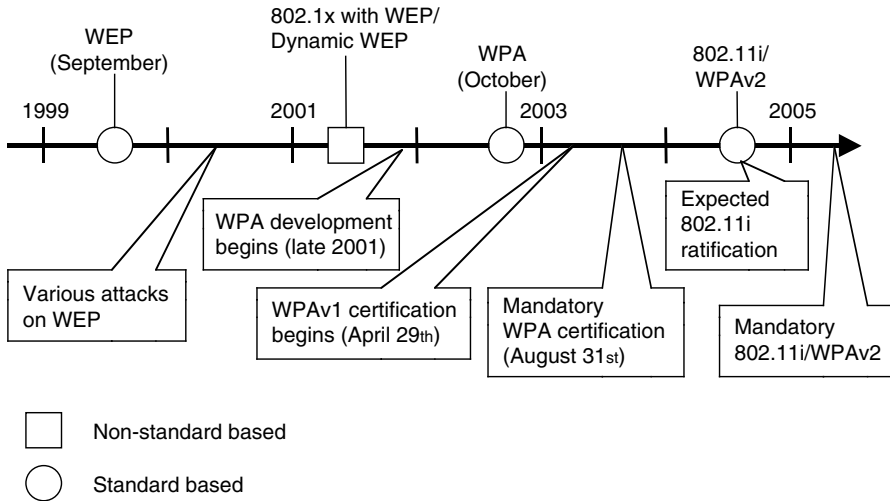 WEP
(September)
802.1x with WEP/
Dynamic WEP
WPA
(October)
802.11i/
WPAv2
1999
2001
2003
2005
WPA development
begins (late 2001)
Expected
802.11i
ratification
Various attacks
on WEP
WPAv1 certification
begins (April 29th)
Mandatory
WPA certification
(August 31st)
Mandatory
802.11i/WPAv2
Non-standard based
Standard based